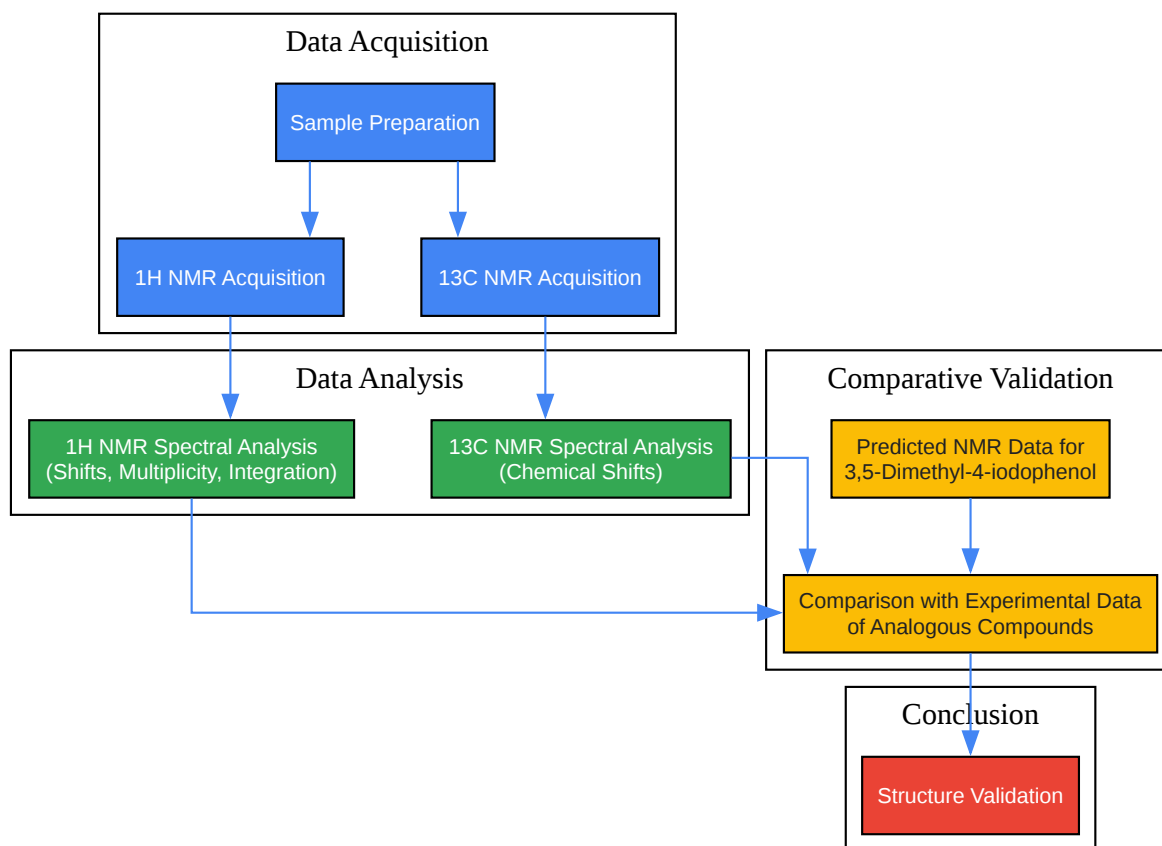 Data Acquisition
Sample Preparation
1H NMR Acquisition
13C NMR Acquisition
Data Analysis
1H NMR Spectral Analysis
(Shifts, Multiplicity, Integration)
13C NMR Spectral Analysis
(Chemical Shifts)
Comparative Validation
Predicted NMR Data for
3,5-Dimethyl-4-iodophenol
Comparison with Experimental Data
of Analogous Compounds
Conclusion
Structure Validation